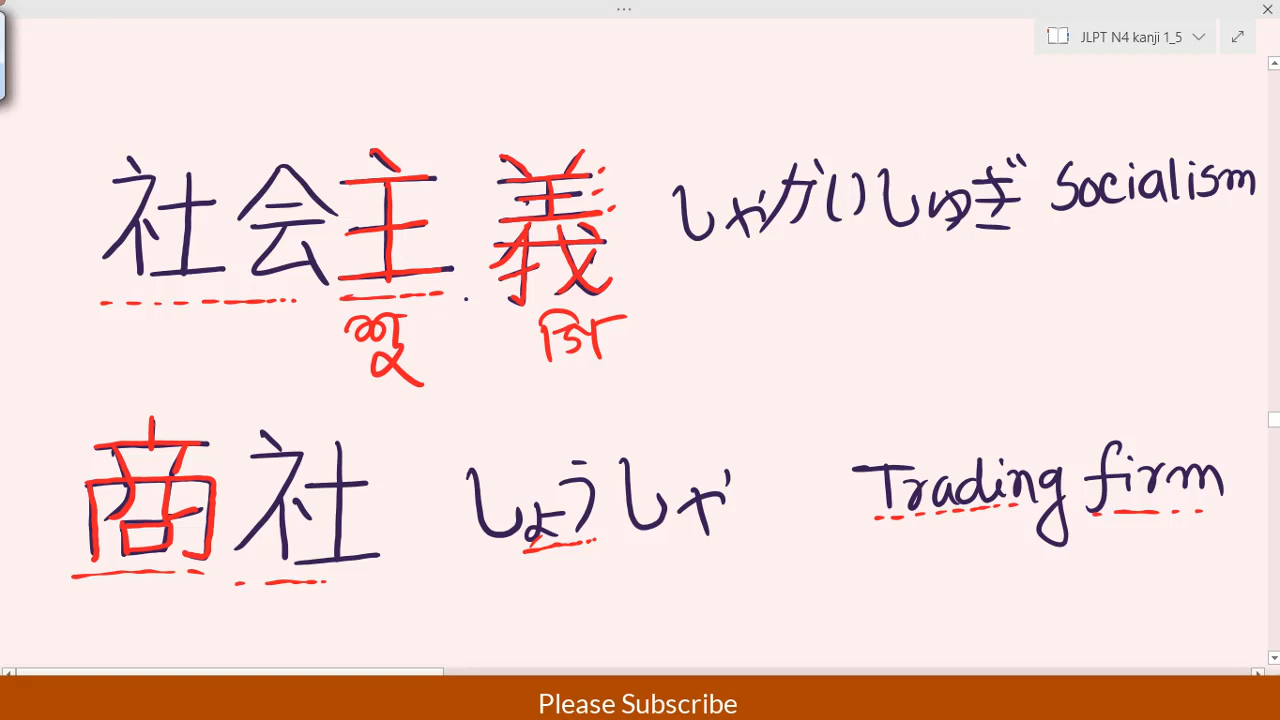 JLPT N4 kanji 1_5
社会主義 しゃかいしゅぎ Socialism
শু
商社 しょうしゃ Trading firm
Please Subscribe